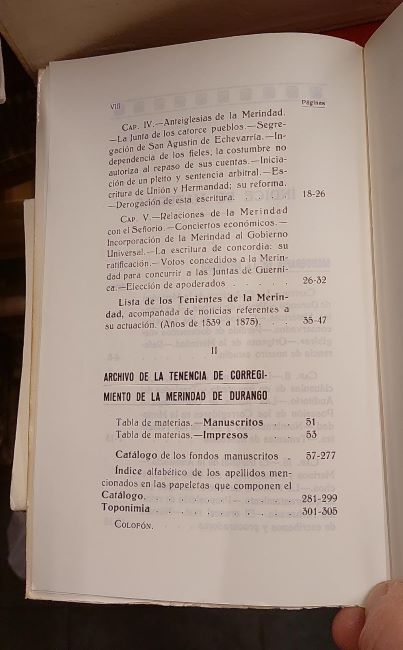 VIII
Páginas
CAP. IV.—Anteiglesias de la Merindad.
—La Junta de los catorce pueblos.—Segre-
gación de San Agustín de Echevarría.—In-
dependencia de los fieles, la costumbre no
autoriza al repaso de sus cuentas.—Inicia-
ción de un pleito y sentencia arbitral.—Es-
critura de Unión y Hermandad; su reforma.
—Derogación de esta escritura. . . . 18-26
CAP. V.—Relaciones de la Merindad
con el Señorío.—Conciertos económicos.—
Incorporación de la Merindad al Gobierno
Universal.—La escritura de concordia: su
ratificación.—Votos concedidos a la Merin-
dad para concurrir a las Juntas de Guerni-
ca.—Elección de apoderados . . . . . 26-32
Lista de los Tenientes de la Merin-
dad, acompañada de noticias referentes a
su actuación. (Años de 1539 a 1875). . . . 35-47
II
ARCHIVO DE LA TENENCIA DE CORREGI-
MIENTO DE LA MERINDAD DE DURANGO
Tabla de materias.—Manuscritos . . 51
Tabla de materias.—Impresos . . . 53
Catálogo de los fondos manuscritos . . 57-277
Índice alfabético de los apellidos men-
cionados en las papeletas que componen el
Catálogo. . . . . . . . . . 281-299
Toponimia . . . . . . . . . 301-305
COLOFÓN.